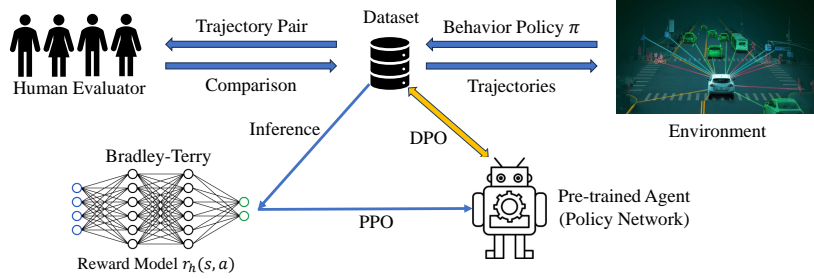 Dataset
Trajectory Pair
Behavior Policy π
Human Evaluator
Comparison
Trajectories
Environment
Inference
DPO
Bradley-Terry
Pre-trained Agent
(Policy Network)
PPO
Reward Model r_h(s, a)